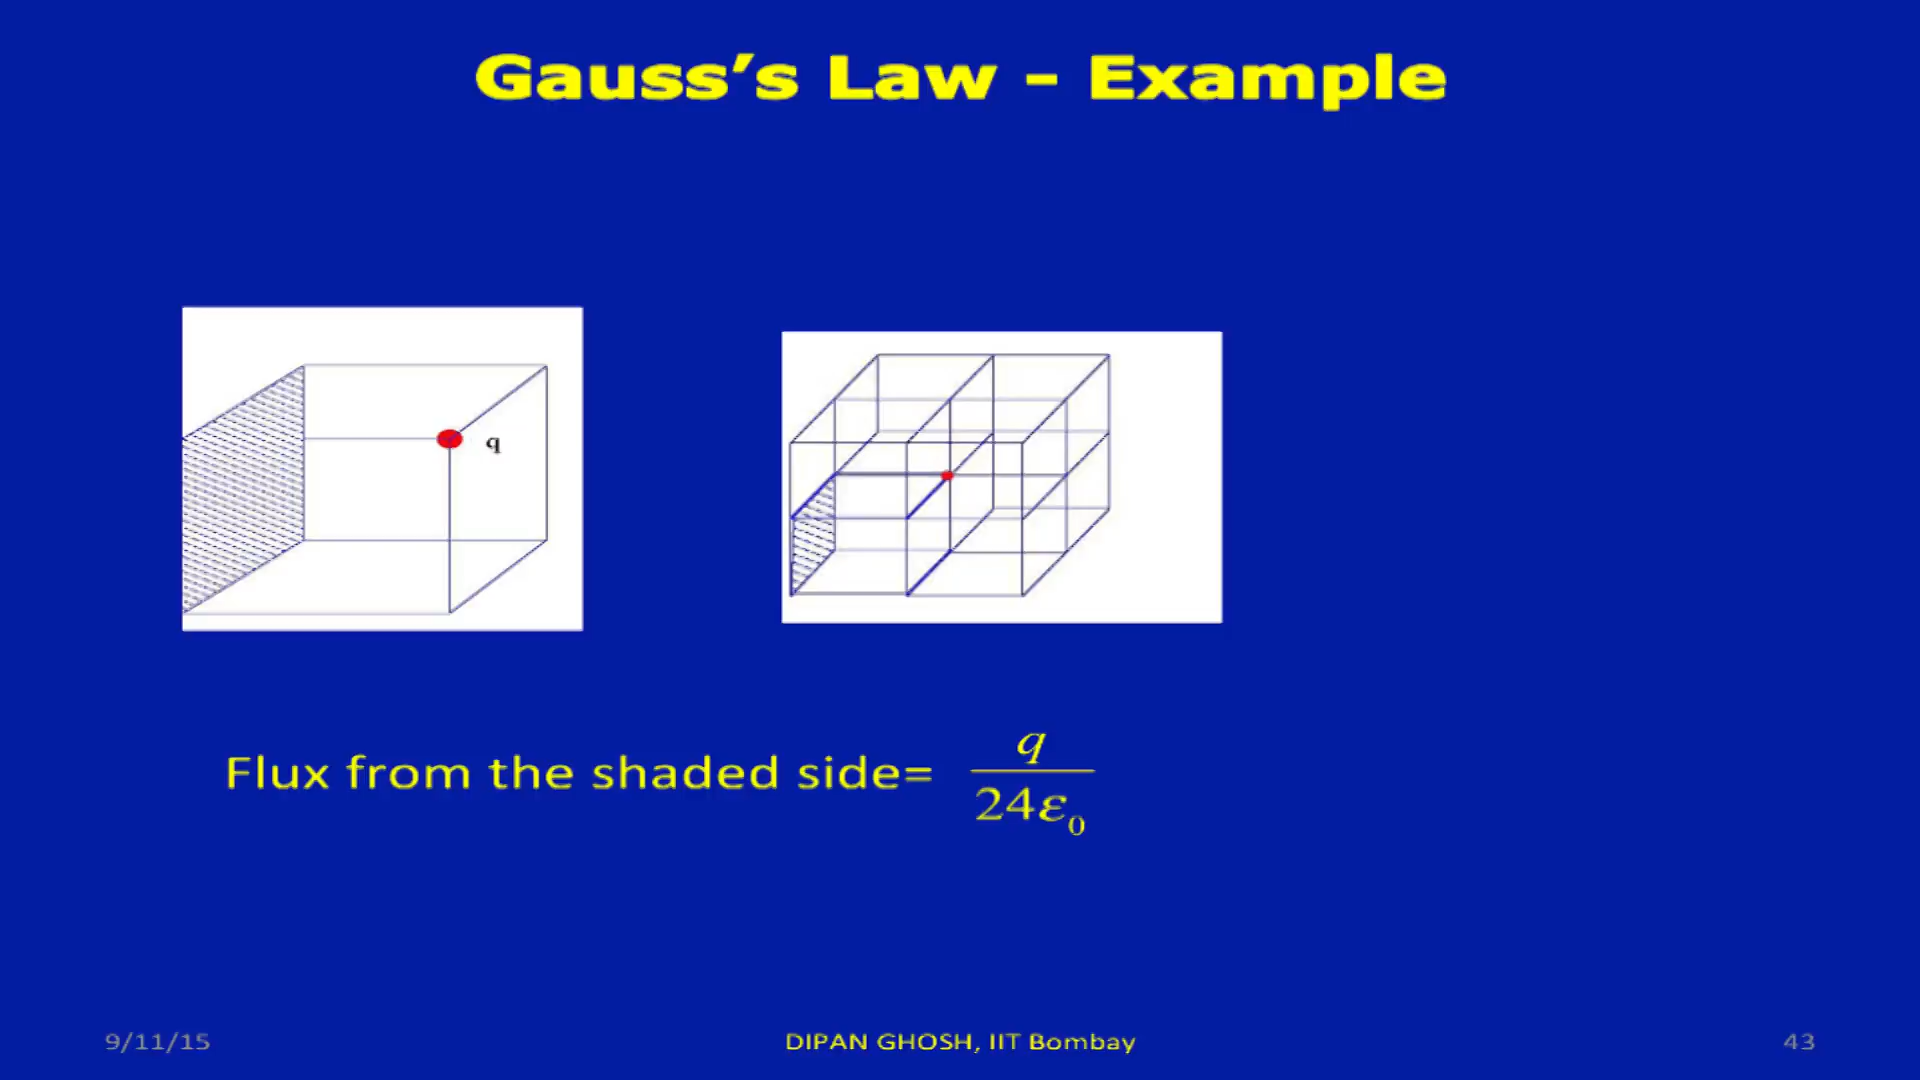 Gauss’s Law – Example
q
Flux from the shaded side= q/24ε₀
9/11/15
DIPAN GHOSH, IIT Bombay
43